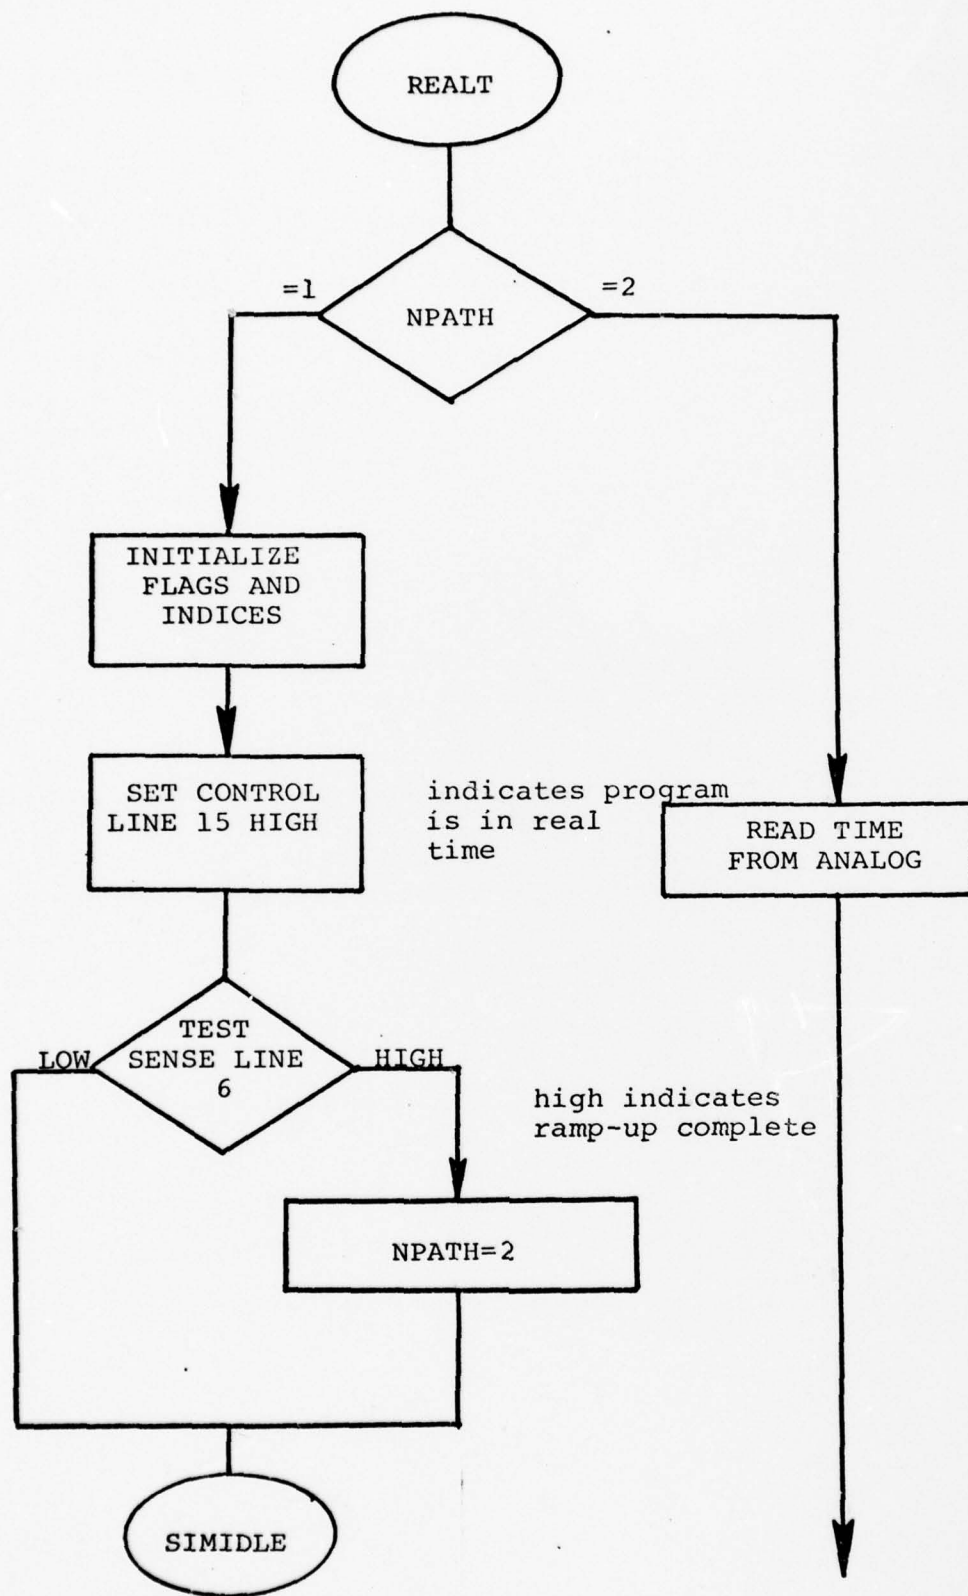 REALT
=1
=2
NPATH
INITIALIZE
FLAGS AND
INDICES
SET CONTROL
LINE 15 HIGH
indicates program
is in real
time
READ TIME
FROM ANALOG
TEST
SENSE LINE
6
LOW
HIGH
high indicates
ramp-up complete
NPATH=2
SIMIDLE